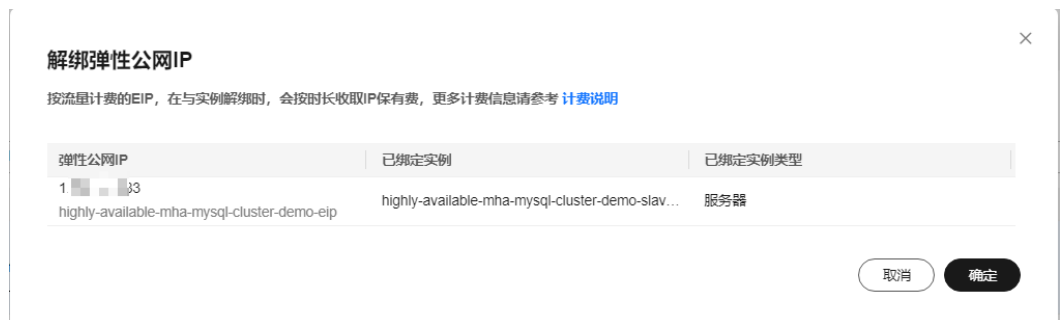 解绑弹性公网IP
按流量计费的EIP，在与实例解绑时，会按时长收取IP保有费，更多计费信息请参考 计费说明
弹性公网IP 已绑定实例 已绑定实例类型
highly-available-mha-mysql-cluster-demo-eip highly-available-mha-mysql-cluster-demo-slav... 服务器
取消 确定